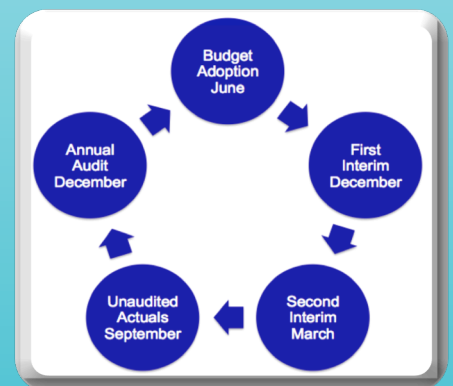 Budget
Adoption
June
First
Interim
December
Second
Interim
March
Unaudited
Actuals
September
Annual
Audit
December